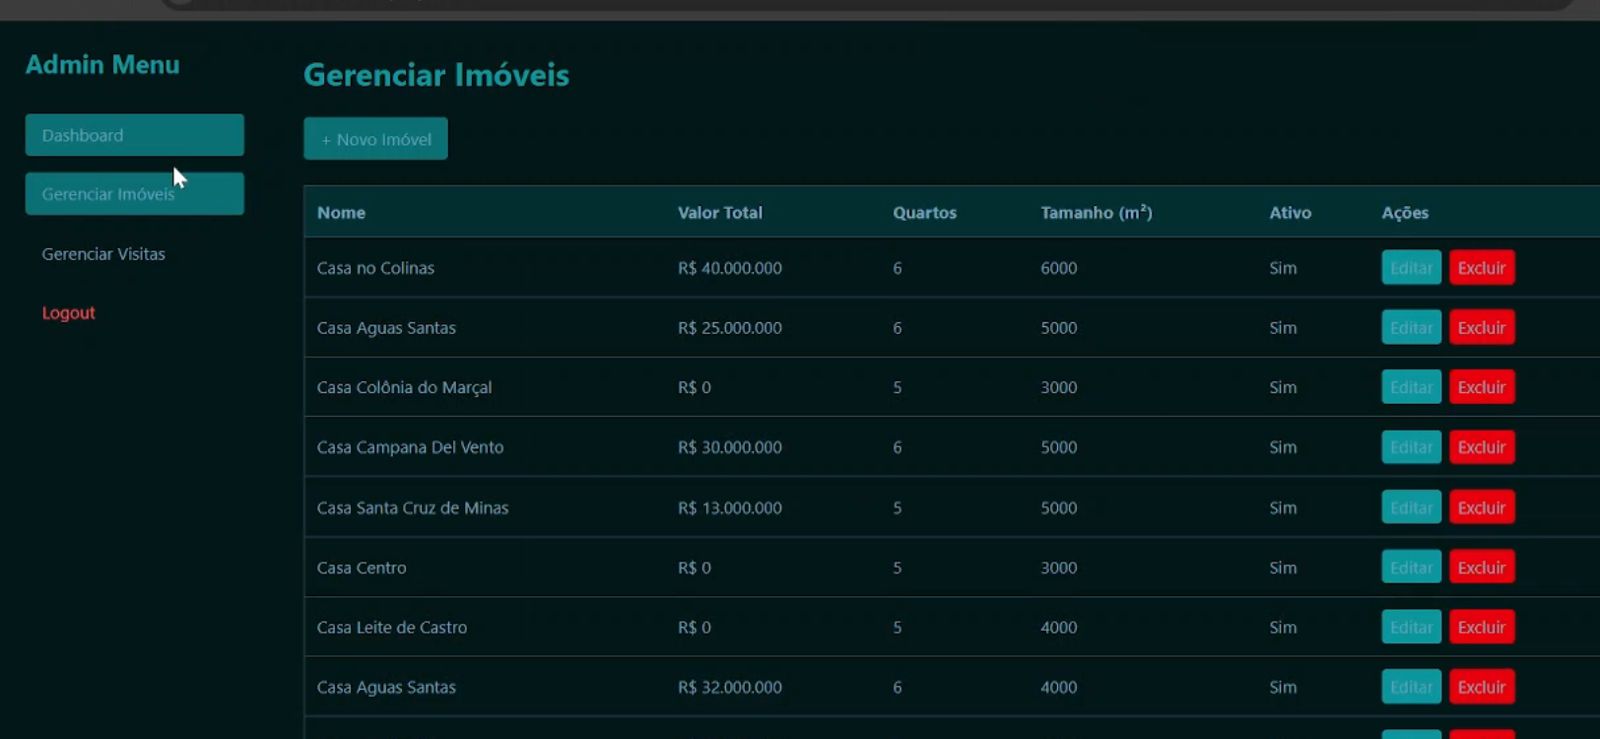 Admin Menu
Dashboard
Gerenciar Imóveis
Gerenciar Visitas
Logout
Gerenciar Imóveis
+ Novo Imóvel
Nome Valor Total Quartos Tamanho (m²) Ativo Ações
Casa no Colinas R$ 40.000.000 6 6000 Sim Editar Excluir
Casa Aguas Santas R$ 25.000.000 6 5000 Sim Editar Excluir
Casa Colônia do Marçal R$ 0 5 3000 Sim Editar Excluir
Casa Campana Del Vento R$ 30.000.000 6 5000 Sim Editar Excluir
Casa Santa Cruz de Minas R$ 13.000.000 5 5000 Sim Editar Excluir
Casa Centro R$ 0 5 3000 Sim Editar Excluir
Casa Leite de Castro R$ 0 5 4000 Sim Editar Excluir
Casa Aguas Santas R$ 32.000.000 6 4000 Sim Editar Excluir